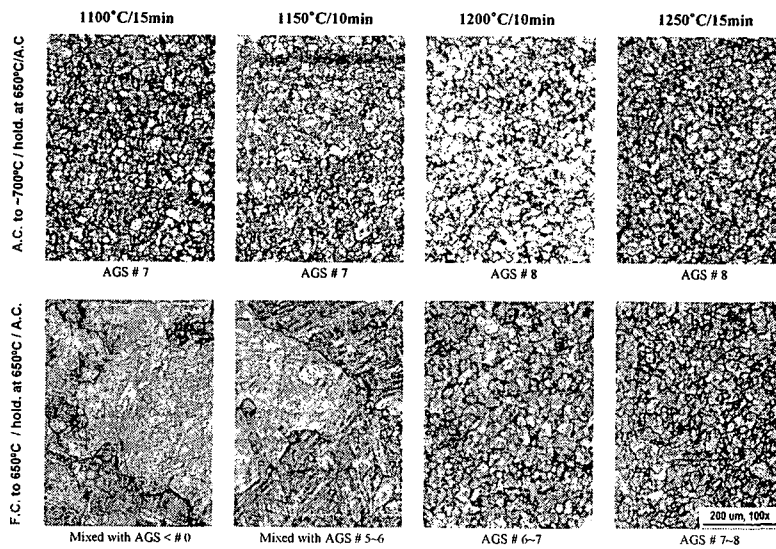 1100°C/15min
1150°C/10min
1200°C/10min
1250°C/15min
A.C. to ~700°C / hold. at 650°C/A.C
AGS # 7
AGS # 7
AGS # 8
AGS # 8
F.C. to 650°C / hold. at 650°C / A.C.
200 um, 100x
Mixed with AGS < # 0
Mixed with AGS # 5~6
AGS # 6~7
AGS # 7~8